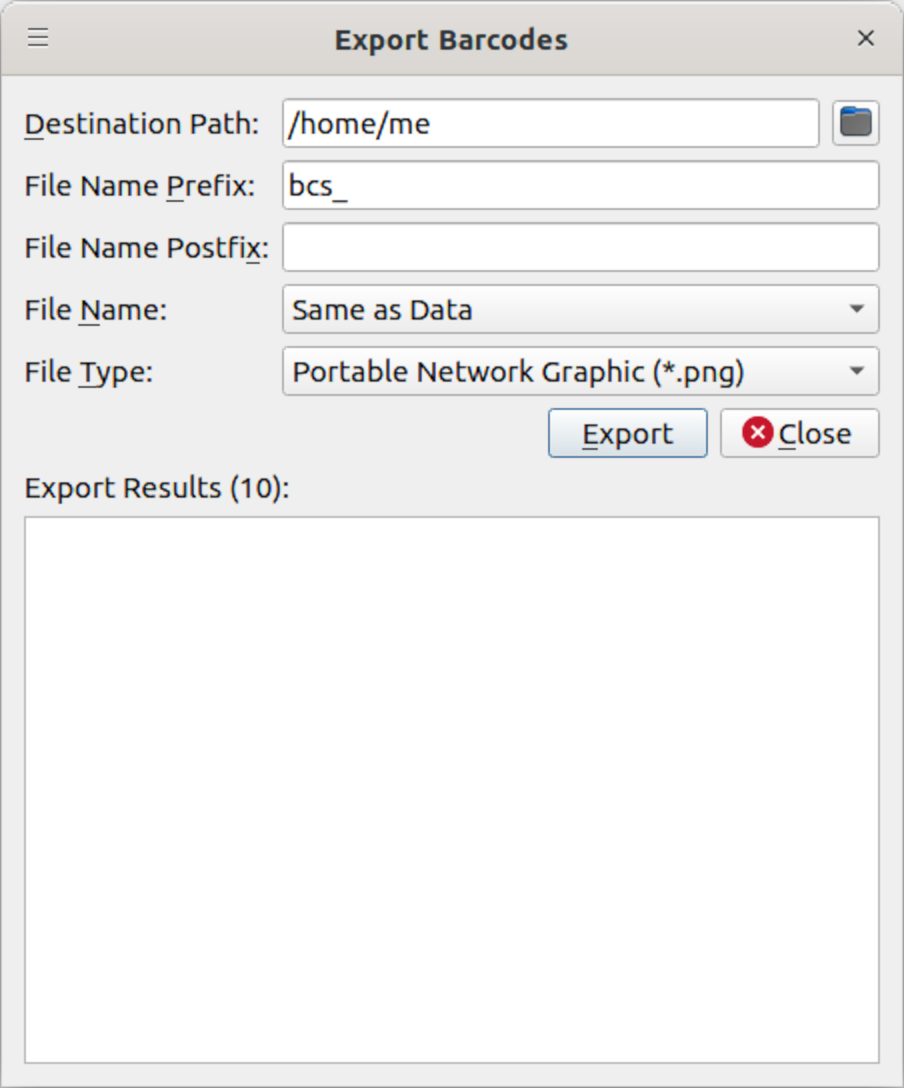 Export Barcodes
Destination Path: /home/me
File Name Prefix: bcs_
File Name Postfix:
File Name: Same as Data
File Type: Portable Network Graphic (*.png)
Export Close
Export Results (10):